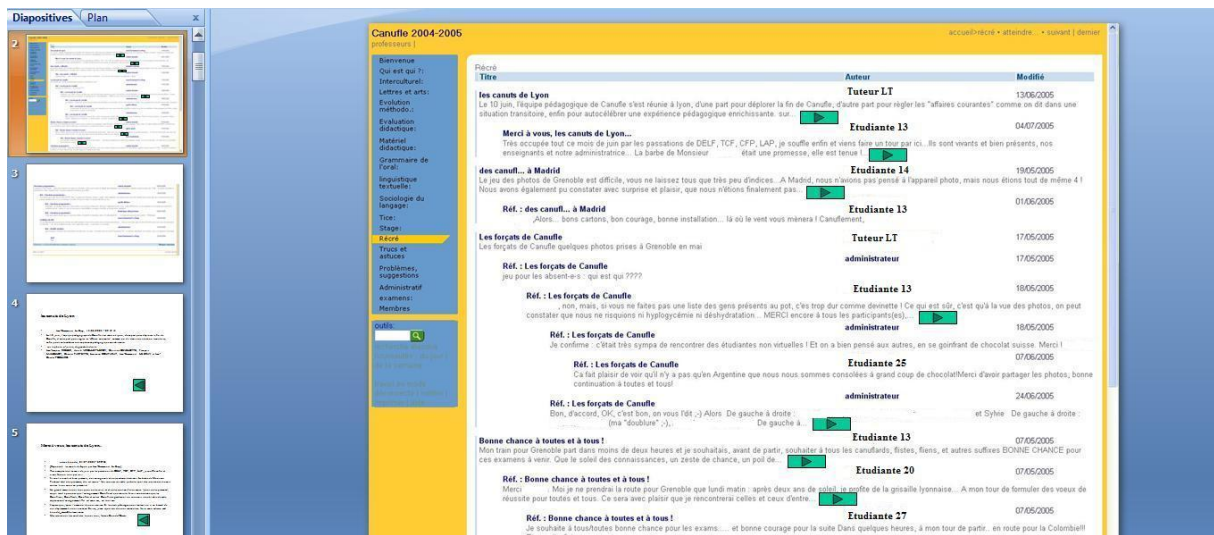 Diapositives Plan x
2
3
4
5
Canufle 2004-2005
professeurs |
accueil>récré • atteindre... • suivant | dernier
Bienvenue
Qui est qui ?:
Interculturel:
Lettres et arts:
Evolution
méthodo.:
Evaluation
didactique:
Matériel
didactique:
Grammaire de
l'oral:
linguistique
textuelle:
Sociologie du
langage:
Tice:
Stage:
Récré
Trucs et
astuces
Problèmes,
suggestions
Administratif
examens:
Membres
outils
Récré
Titre Auteur Modifié
les canuts de Lyon Tuteur LT 13/06/2005
Le 10 juin, l'équipe pédagogique de Canufle s'est réunie à lyon, d'une part pour déplorer la fin de Canufle, d'autre part pour régler les "affaires courantes" comme on dit dans une
situation transitoire, enfin pour autocélébrer une expérience pédagogique enrichissante. sur...
Merci à vous, les canuts de Lyon... Etudiante 13 04/07/2005
Très occupée tout ce mois de juin par les passations de DELF, TCF, CFP, LAP, je souffle enfin et viens faire un tour par ici...Ils sont vivants et bien présents, nos
enseignants et notre administratrice... La barbe de Monsieur était une promesse, elle est tenue !...
des canufl... à Madrid Etudiante 14 19/05/2005
Le jeu des photos de Grenoble est difficile, vous ne laissez tous que très peu d'indices...A Madrid, nous n'avions pas pensé à l'appareil photo, mais nous étions tout de même 4 !
Nous avons également pu constater avec surprise et plaisir, que nous n'étions finalement pas...
Réf. : des canufl... à Madrid Etudiante 13 01/06/2005
,Alors... bons cartons, bon courage, bonne installation... là où le vent vous mènera ! Canuflement,
Les forçats de Canufle Tuteur LT 17/05/2005
Les forçats de Canufle quelques photos prises à Grenoble en mai
Réf. : Les forçats de Canufle administrateur 17/05/2005
jeu pour les absent-e-s : qui est qui ????
Réf. : Les forçats de Canufle Etudiante 13 18/05/2005
, non, mais, si vous ne faites pas une liste des gens présents au pot, c'es trop dur comme devinette ! Ce qui est sûr, c'est qu'à la vue des photos, on peut
constater que nous ne risquions ni hyplogycémie ni déshydratation... MERCI encore à tous les participants(es),...
Réf. : Les forçats de Canufle administrateur 18/05/2005
Je confirme : c'était très sympa de rencontrer des étudiantes non virtuelles ! Et on a bien pensé aux autres, en se goinfrant de chocolat suisse. Merci !
Réf. : Les forçats de Canufle Etudiante 25 07/06/2005
Ca fait plaisir de voir qu'il n'y a pas qu'en Argentine que nous nous sommes consolées à grand coup de chocolat!Merci d'avoir partager les photos, bonne
continuation à toutes et tous!
Réf. : Les forçats de Canufle administrateur 24/06/2005
Bon, d'accord, OK, c'est bon, on vous l'dit ;-) Alors De gauche à droite : et Sylvie De gauche à droite :
(ma "doublure" ;-),. De gauche à...
Bonne chance à toutes et à tous ! Etudiante 13 07/05/2005
Mon train pour Grenoble part dans moins de deux heures et je souhaitais, avant de partir, souhaiter à tous les canuflards, fistes, fliens, et autres suffixes BONNE CHANCE pour
ces examens à venir. Que le soleil des connaissances, un zeste de chance, un poil de...
Réf. : Bonne chance à toutes et à tous ! Etudiante 20 07/05/2005
Merci . Moi je ne prendrai la route pour Grenoble que lundi matin : après deux ans de soleil, je profite de la grisaille lyonnaise... A mon tour de formuler des voeux de
réussite pour toutes et tous. Ce sera avec plaisir que je rencontrerai celles et ceux d'entre...
Réf. : Bonne chance à toutes et à tous ! Etudiante 27 07/05/2005
Je souhaite à tous/toutes bonne chance pour les exams.... et bonne courage pour la suite Dans quelques heures, à mon tour de partir... en route pour la Colombie!!!